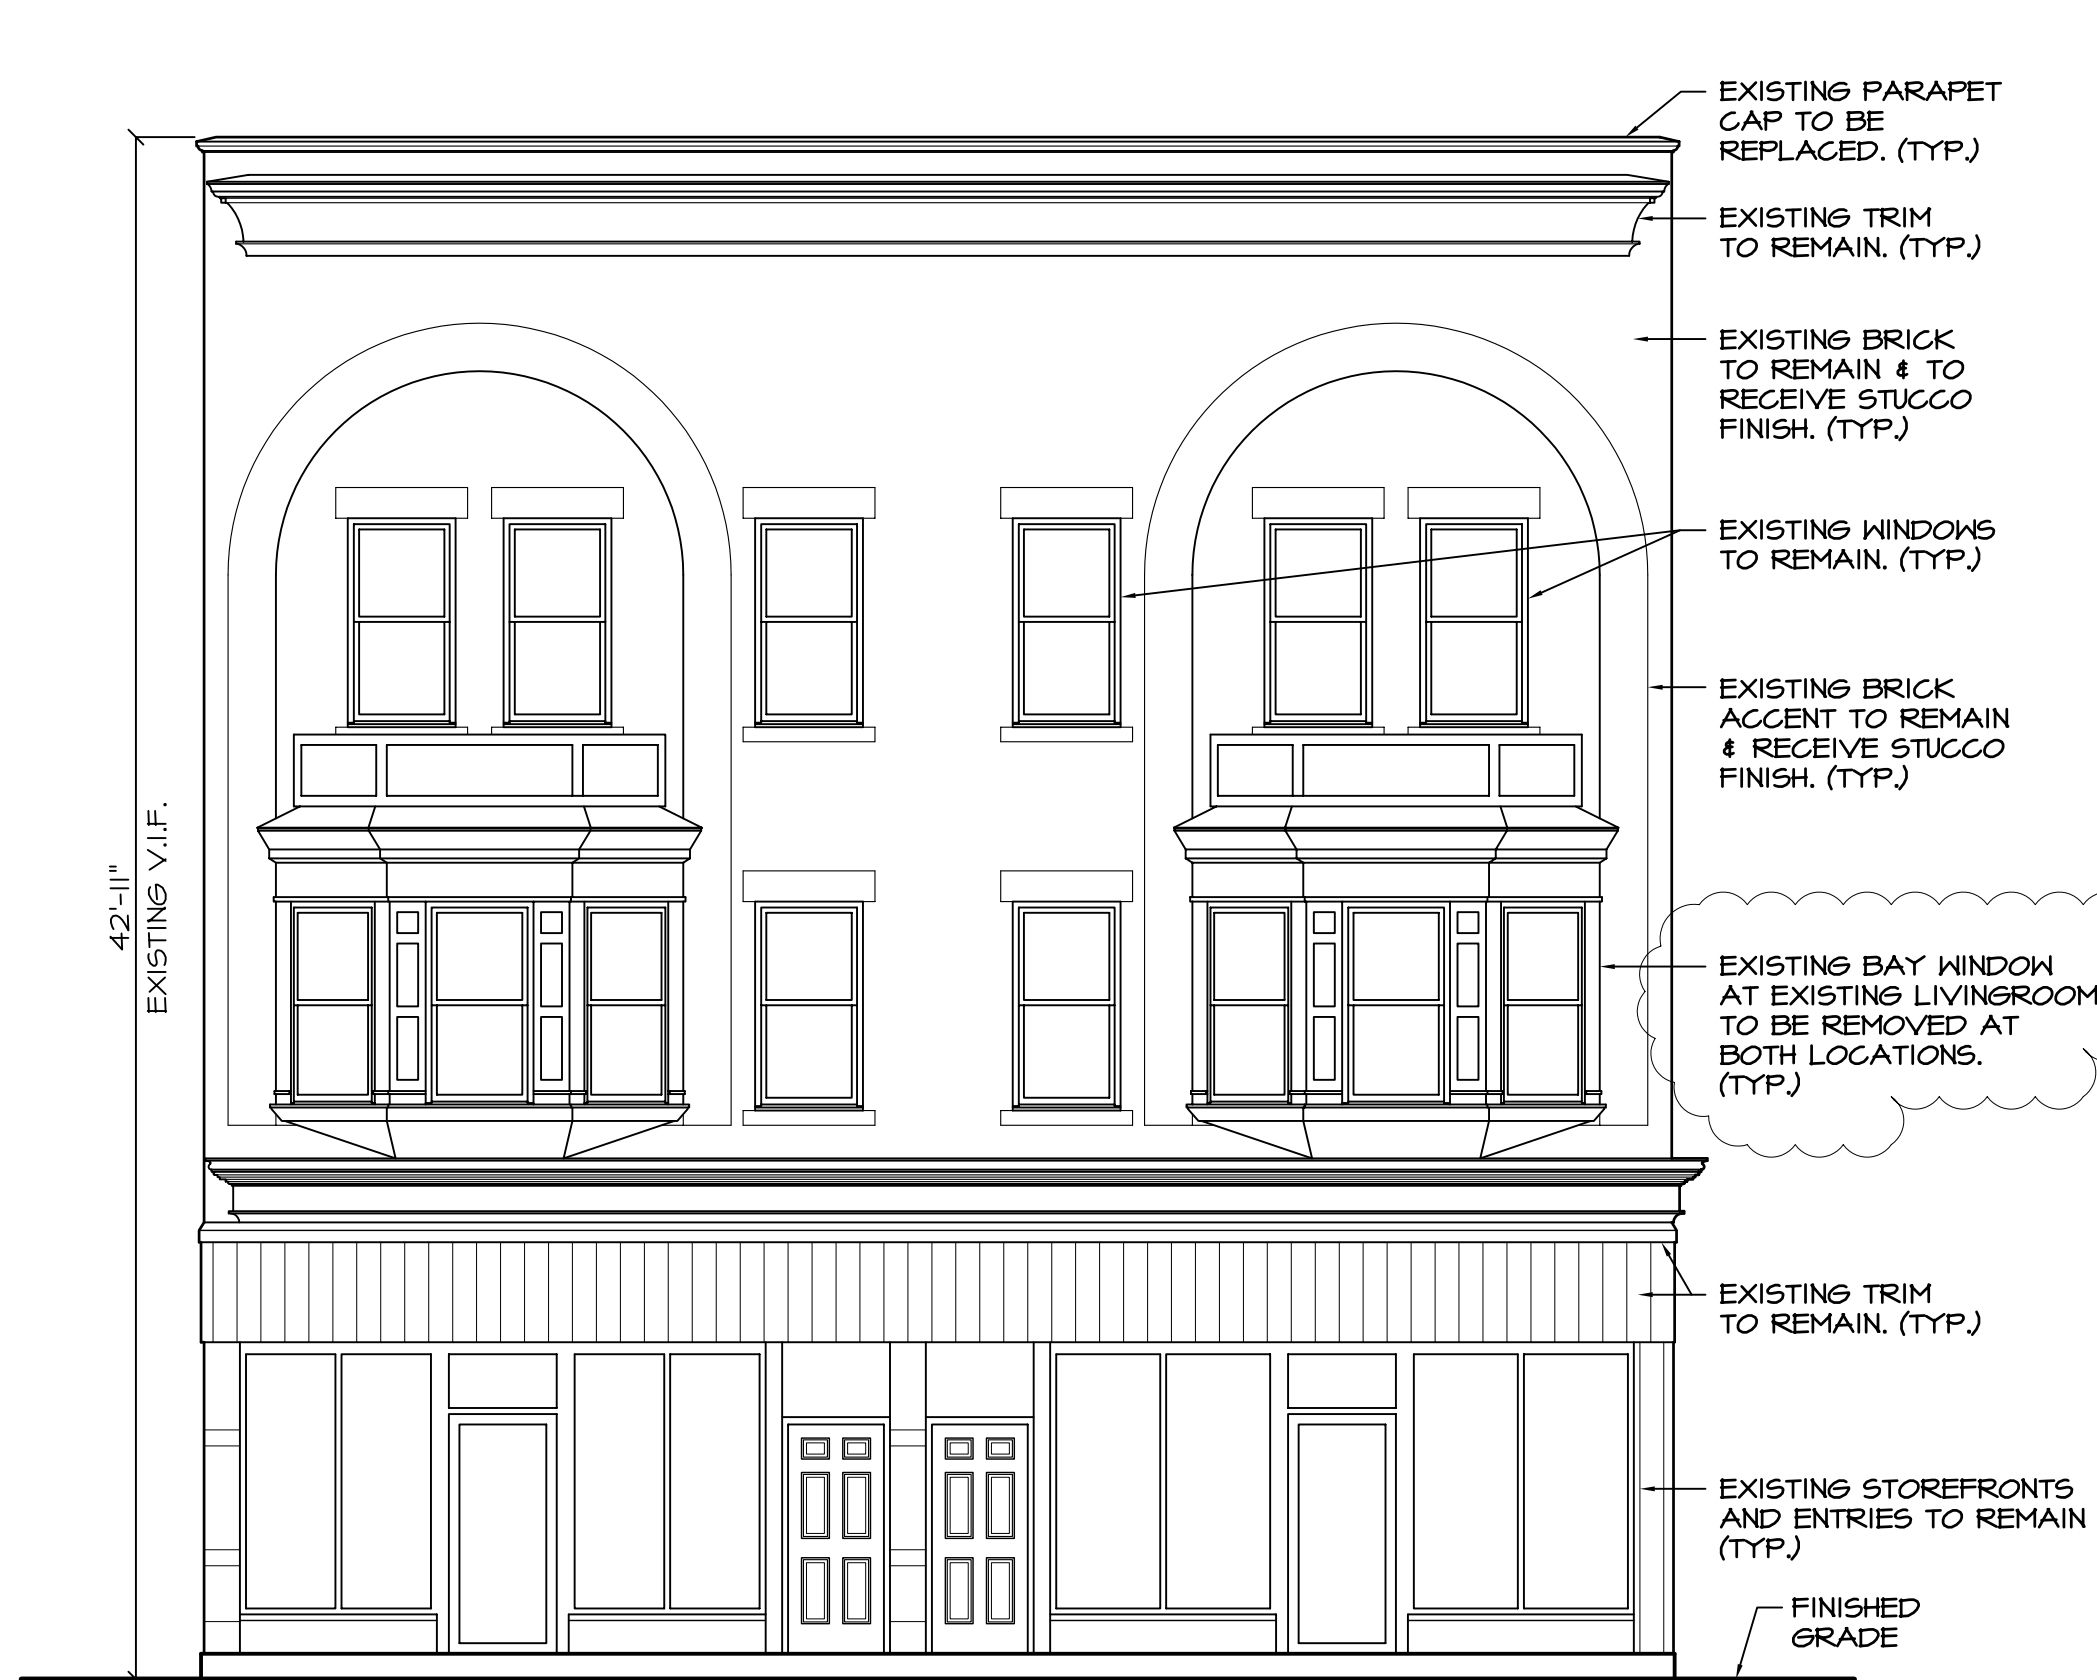 EXISTING PARAPET
CAP TO BE
REPLACED. (TYP.)
EXISTING TRIM
TO REMAIN. (TYP.)
EXISTING BRICK
TO REMAIN & TO
RECEIVE STUCCO
FINISH. (TYP.)
EXISTING WINDOWS
TO REMAIN. (TYP.)
EXISTING BRICK
ACCENT TO REMAIN
& RECEIVE STUCCO
FINISH. (TYP.)
42'-11"
EXISTING V.I.F.
EXISTING BAY WINDOW
AT EXISTING LIVINGROOM
TO BE REMOVED AT
BOTH LOCATIONS.
(TYP.)
EXISTING TRIM
TO REMAIN. (TYP.)
EXISTING STOREFRONTS
AND ENTRIES TO REMAIN
(TYP.)
FINISHED
GRADE